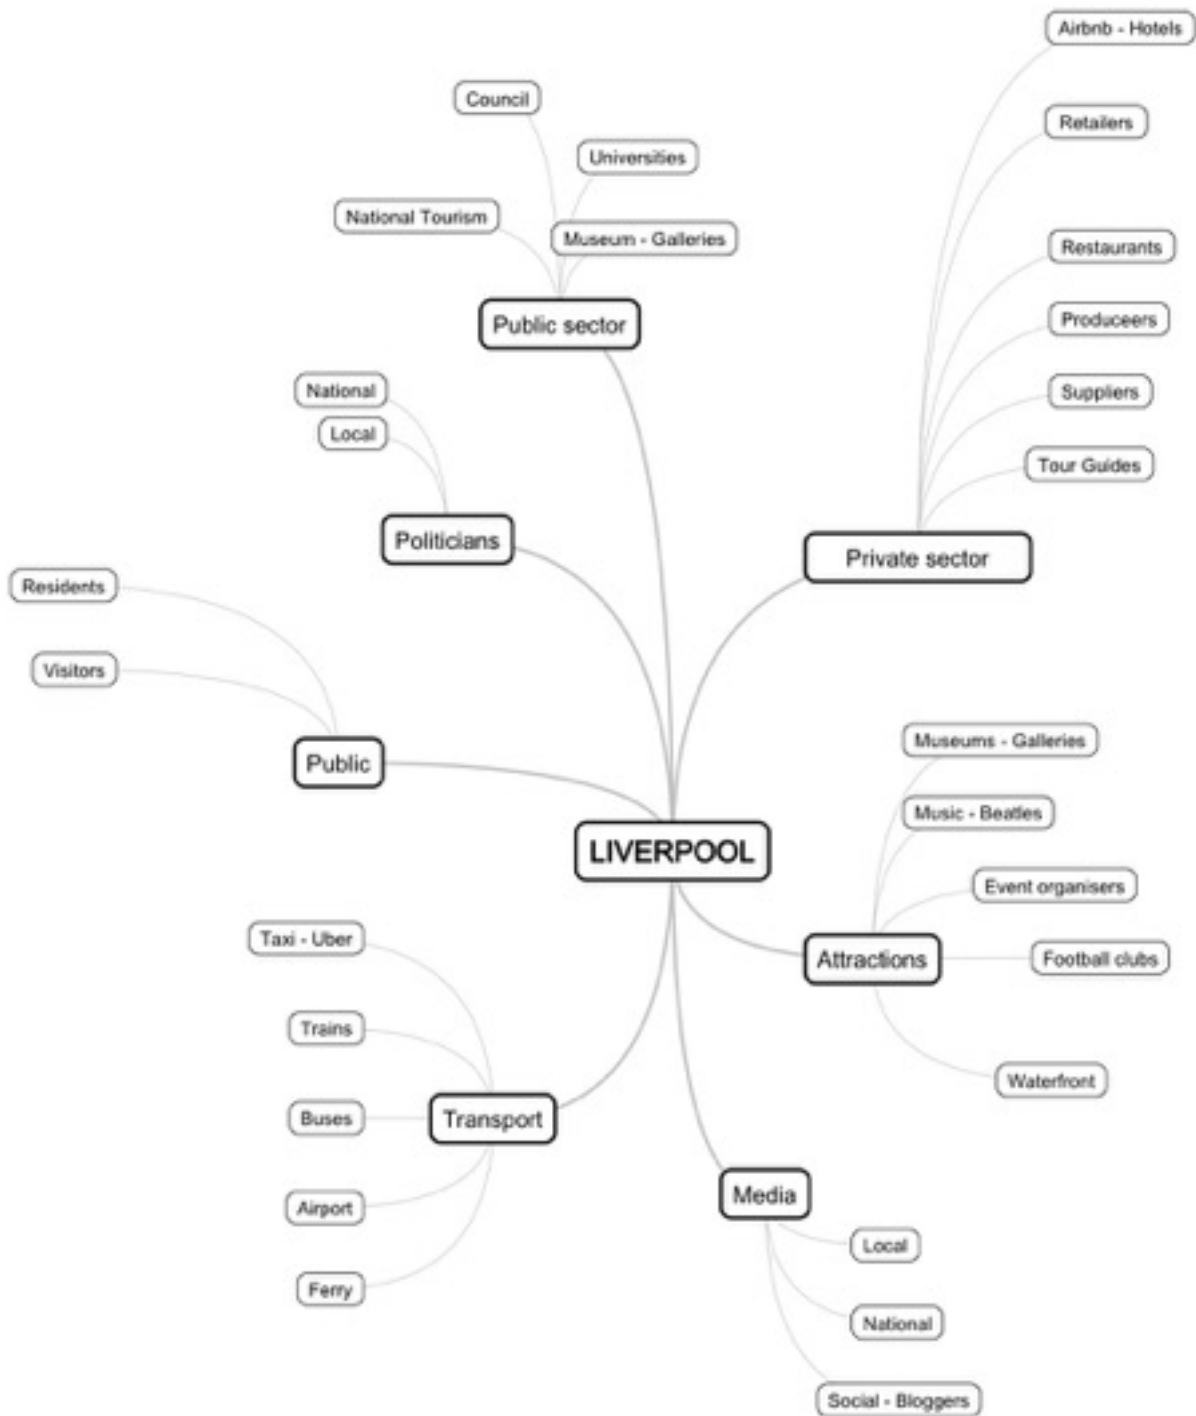 Airbnb - Hotels
Council
Retailers
Universities
National Tourism
Museum - Galleries
Restaurants
Public sector
Produceers
National
Suppliers
Local
Tour Guides
Politicians
Private sector
Residents
Visitors
Public
Museums - Galleries
Music - Beatles
LIVERPOOL
Event organisers
Taxi - Uber
Attractions
Football clubs
Trains
Waterfront
Buses
Transport
Media
Airport
Local
Ferry
National
Social - Bloggers